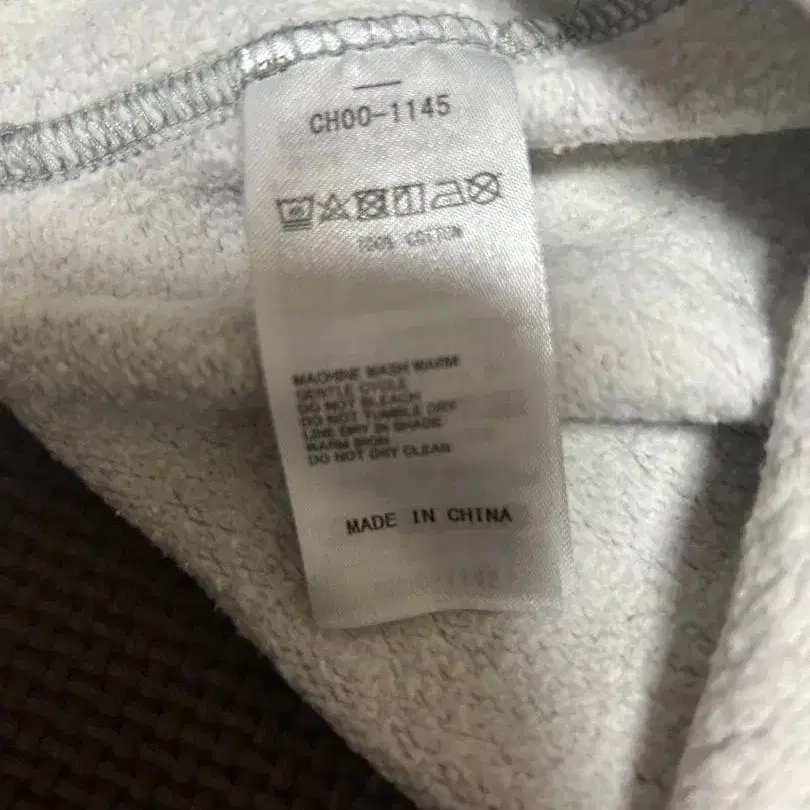 CH00-1145
100% COTTON
MACHINE WASH WARM
GENTLE CYCLE
DO NOT BLEACH
DO NOT TUMBLE DRY
LINE DRY IN SHADE
WARM IRON
DO NOT DRY CLEAN
MADE IN CHINA